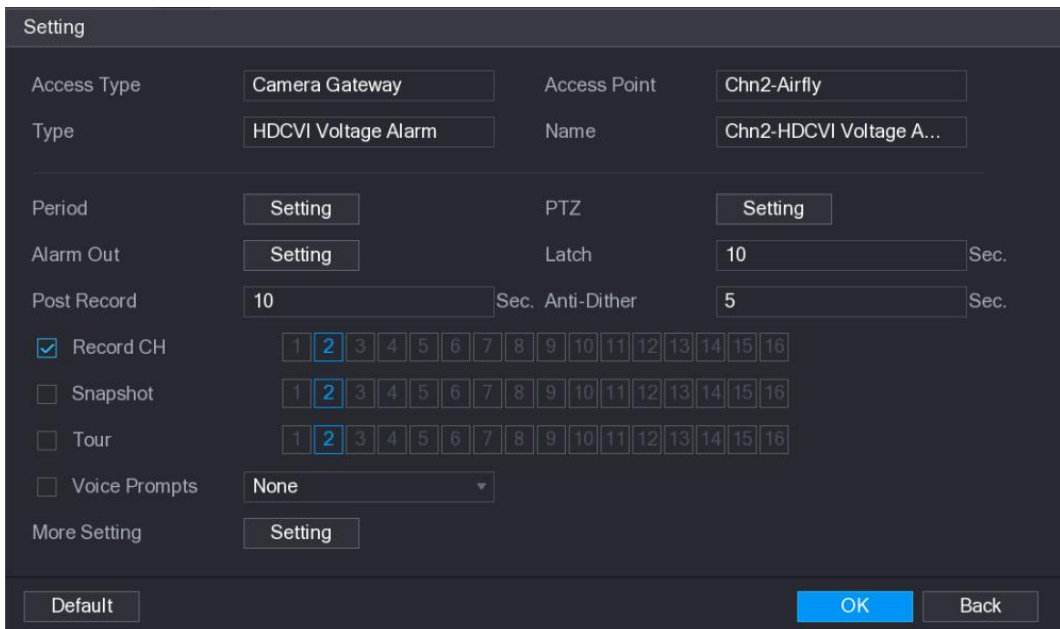 Setting
Access Type Camera Gateway Access Point Chn2-Airfly
Type HDCVI Voltage Alarm Name Chn2-HDCVI Voltage A...
Period Setting PTZ Setting
Alarm Out Setting Latch 10 Sec.
Post Record 10 Sec. Anti-Dither 5 Sec.
Record CH 1 2 3 4 5 6 7 8 9 10 11 12 13 14 15 16
Snapshot 1 2 3 4 5 6 7 8 9 10 11 12 13 14 15 16
Tour 1 2 3 4 5 6 7 8 9 10 11 12 13 14 15 16
Voice Prompts None
More Setting Setting
Default OK Back